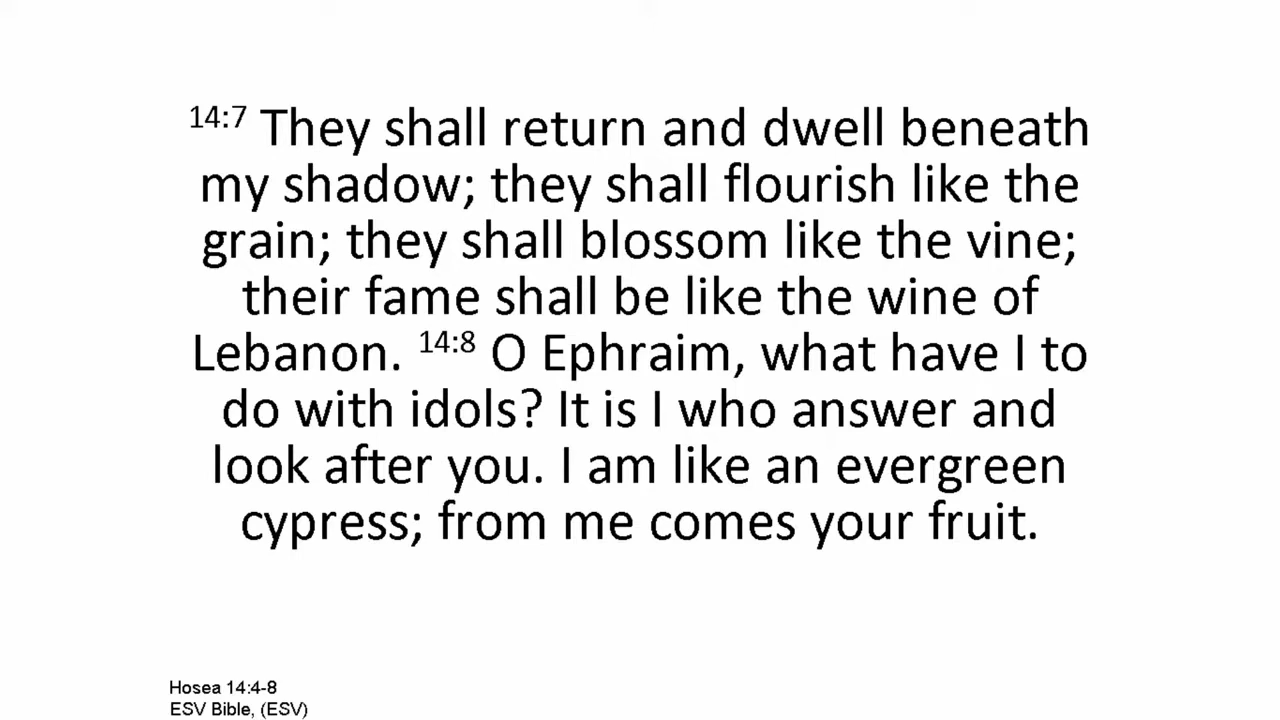 14:7 They shall return and dwell beneath
my shadow; they shall flourish like the
grain; they shall blossom like the vine;
their fame shall be like the wine of
Lebanon. 14:8 O Ephraim, what have I to
do with idols? It is I who answer and
look after you. I am like an evergreen
cypress; from me comes your fruit.
Hosea 14:4-8
ESV Bible, (ESV)